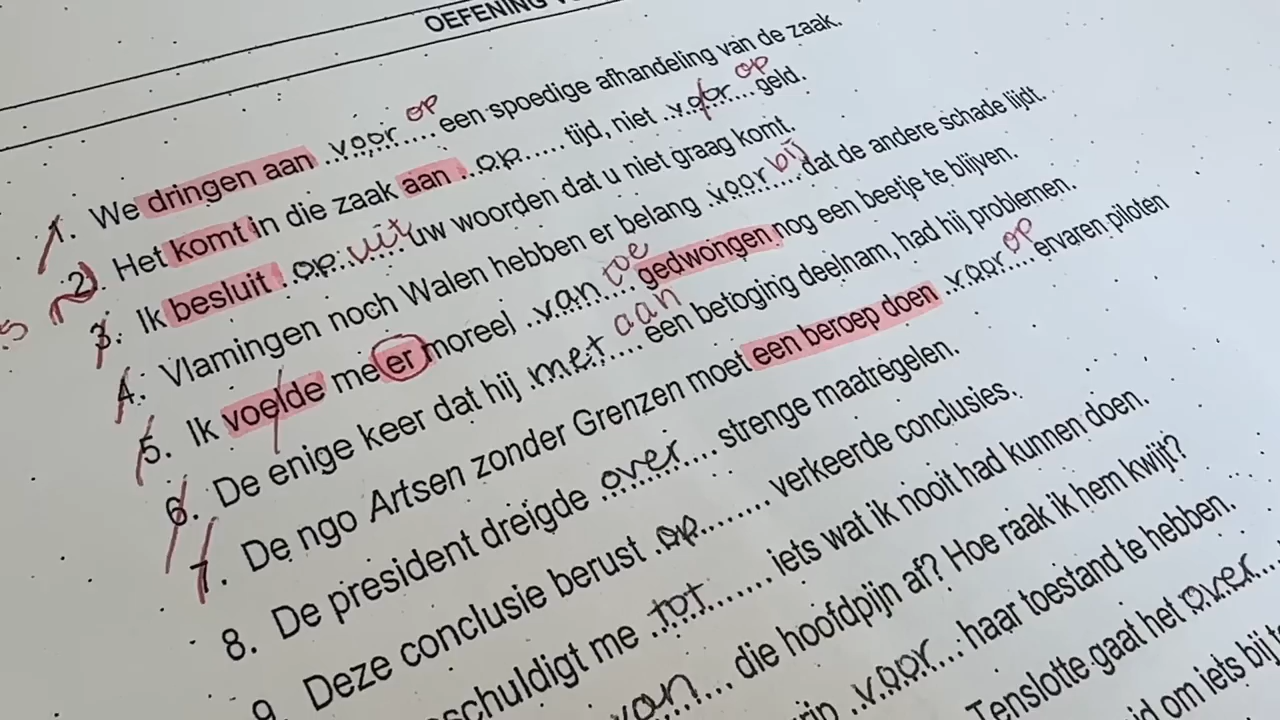 OEFENING
1. We dringen aan ..voor.... op een spoedige afhandeling van de zaak.
2. Het komt in die zaak aan ..op..... tijd, niet ..voor.... op geld.
3. Ik besluit ..op... uit uw woorden dat u niet graag komt.
4. Vlamingen noch Walen hebben er belang ..voor.... bij dat de andere schade lijdt.
5. Ik voelde me er moreel ..van.... toe gedwongen nog een beetje te blijven.
6. De enige keer dat hij ..met.... aan een betoging deelnam, had hij problemen.
7. De ngo Artsen zonder Grenzen moet een beroep doen ..voor.... op ervaren piloten
8. De president dreigde ..over.... strenge maatregelen.
9. Deze conclusie berust ..op........ verkeerde conclusies.
schuldigt me ..tot....... iets wat ik nooit had kunnen doen.
van.... die hoofdpijn af? Hoe raak ik hem kwijt?
..voor... haar toestand te hebben.
Tenslotte gaat het over...
om iets bij